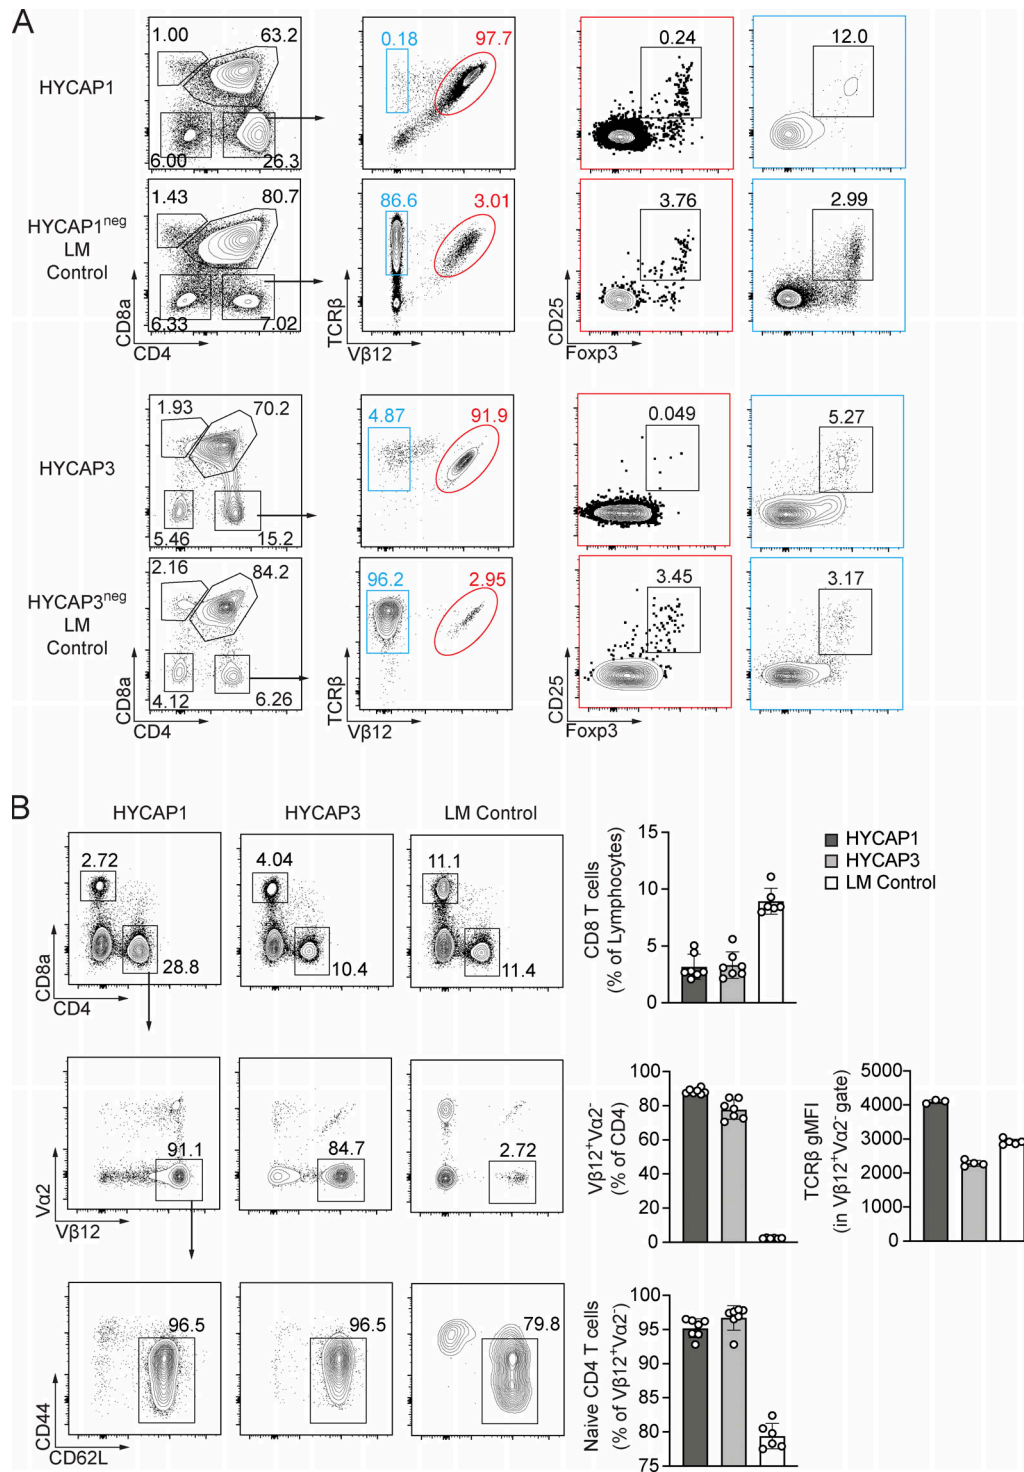 A
HYCAP1
1.00
63.2
6.00
26.3
0.18
97.7
0.24
12.0
HYCAP1neg
LM
Control
1.43
80.7
6.33
7.02
CD8a
CD4
86.6
3.01
TCRβ
Vβ12
3.76
CD25
Foxp3
2.99
HYCAP3
1.93
70.2
5.46
15.2
4.87
91.9
0.049
5.27
HYCAP3neg
LM
Control
2.16
84.2
4.12
6.26
CD8a
CD4
96.2
2.95
TCRβ
Vβ12
3.45
CD25
Foxp3
3.17
B
HYCAP1
HYCAP3
LM Control
2.72
28.8
CD8a
CD4
4.04
10.4
11.1
11.4
CD8 T cells
(% of Lymphocytes)
15
10
5
0
HYCAP1
HYCAP3
LM Control
91.1
Vα2
Vβ12
84.7
2.72
Vβ12+Vα2-
(% of CD4)
100
80
60
40
20
0
TCRβ gMFI
(in Vβ12+Vα2- gate)
5000
4000
3000
2000
1000
0
96.5
CD44
CD62L
96.5
79.8
Naive CD4 T cells
(% of Vβ12+Vα2-)
100
95
90
85
80
75